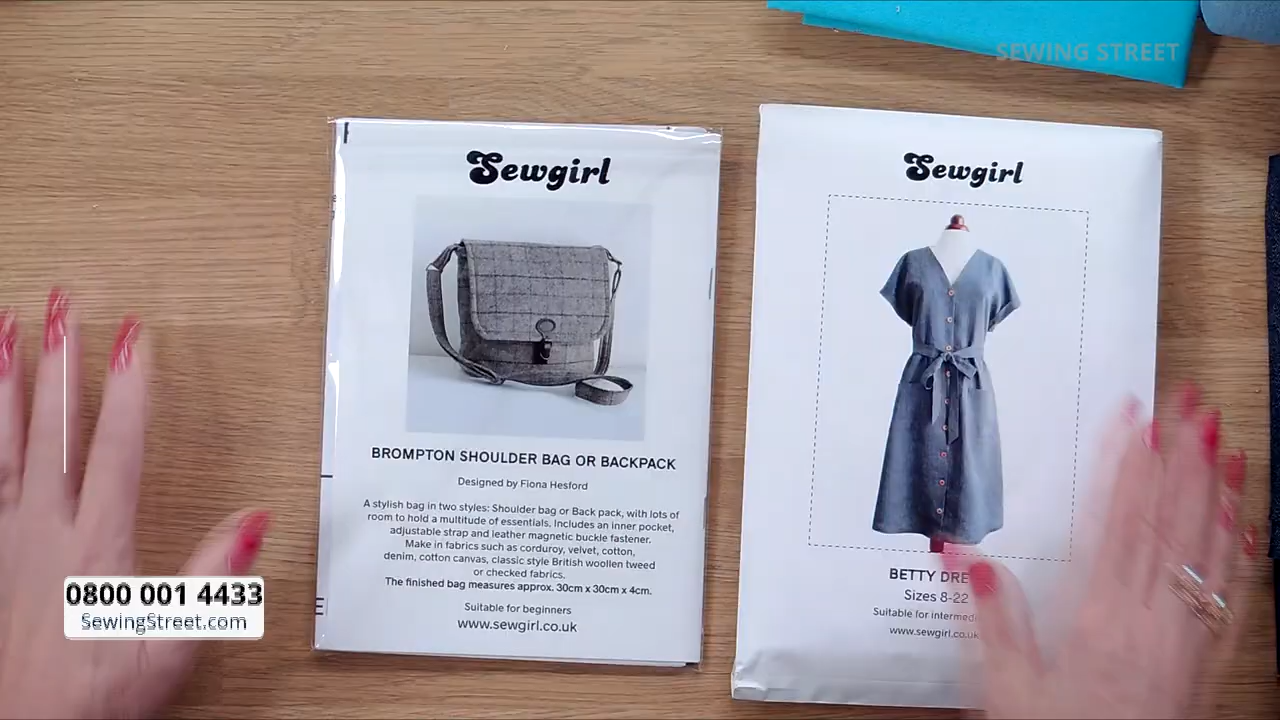 SEWING STREET
Sewgirl
BROMPTON SHOULDER BAG OR BACKPACK
Designed by Fiona Hesford
A stylish bag in two styles: Shoulder bag or Back pack, with lots of
room to hold a multitude of essentials. Includes an inner pocket,
adjustable strap and leather magnetic buckle fastener.
Make in fabrics such as corduroy, velvet, cotton,
denim, cotton canvas, classic style British woollen tweed
or checked fabrics.
The finished bag measures approx. 30cm x 30cm x 4cm.
Suitable for beginners
www.sewgirl.co.uk
Sewgirl
BETTY
Sizes 8-22
Suitable for
www.sewgirl.co.uk
0800 001 4433
SewingStreet.com